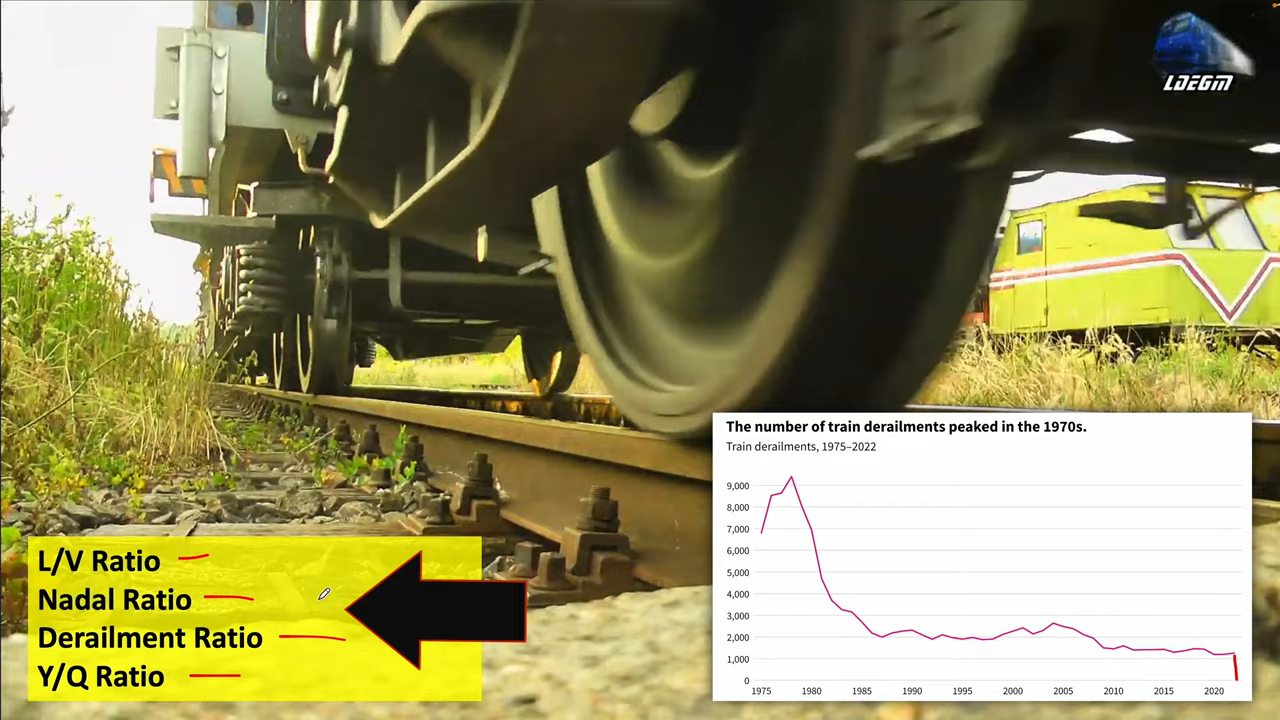 LDEGM
The number of train derailments peaked in the 1970s.
Train derailments, 1975–2022
9,000
8,000
7,000
6,000
5,000
4,000
3,000
2,000
1,000
0
1975 1980 1985 1990 1995 2000 2005 2010 2015 2020
L/V Ratio
Nadal Ratio
Derailment Ratio
Y/Q Ratio